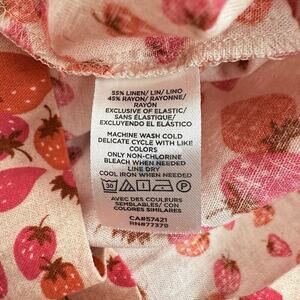 55% LINEN/ LIN/ LINO
45% RAYON/ RAYONNE/
RAYON
EXCLUSIVE OF ELASTIC/
SANS ÉLASTIQUE/
EXCLUYENDO EL ELÁSTICO
MACHINE WASH COLD
DELICATE CYCLE WITH LIKE
COLORS
ONLY NON-CHLORINE
BLEACH WHEN NEEDED
LINE DRY
COOL IRON WHEN NEEDED
30 P
AVEC DES COULEURS
SEMBLABLES/ CON
COLORES SIMILARES
CA#57421
RN#77379